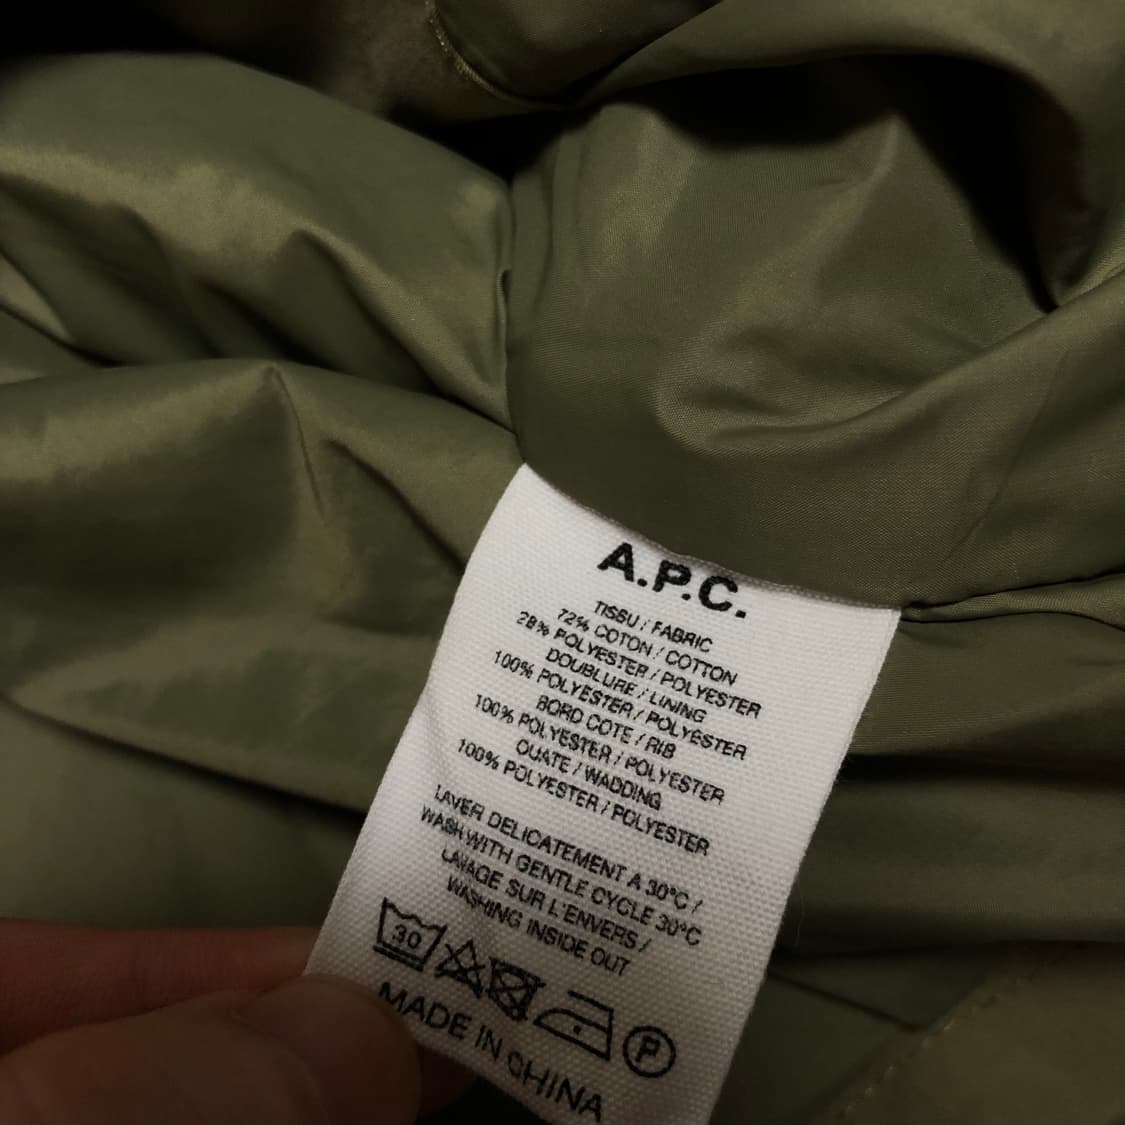 A.P.C.
TISSU / FABRIC
72% COTON / COTTON
28% POLYESTER / POLYESTER
DOUBLURE / LINING
100% POLYESTER / POLYESTER
BORD COTE / RIB
100% POLYESTER / POLYESTER
OUATE / WADDING
100% POLYESTER / POLYESTER
LAVER DELICATEMENT A 30°C /
WASH WITH GENTLE CYCLE 30°C
LAVAGE SUR L'ENVERS /
WASHING INSIDE OUT
30 P
MADE IN CHINA